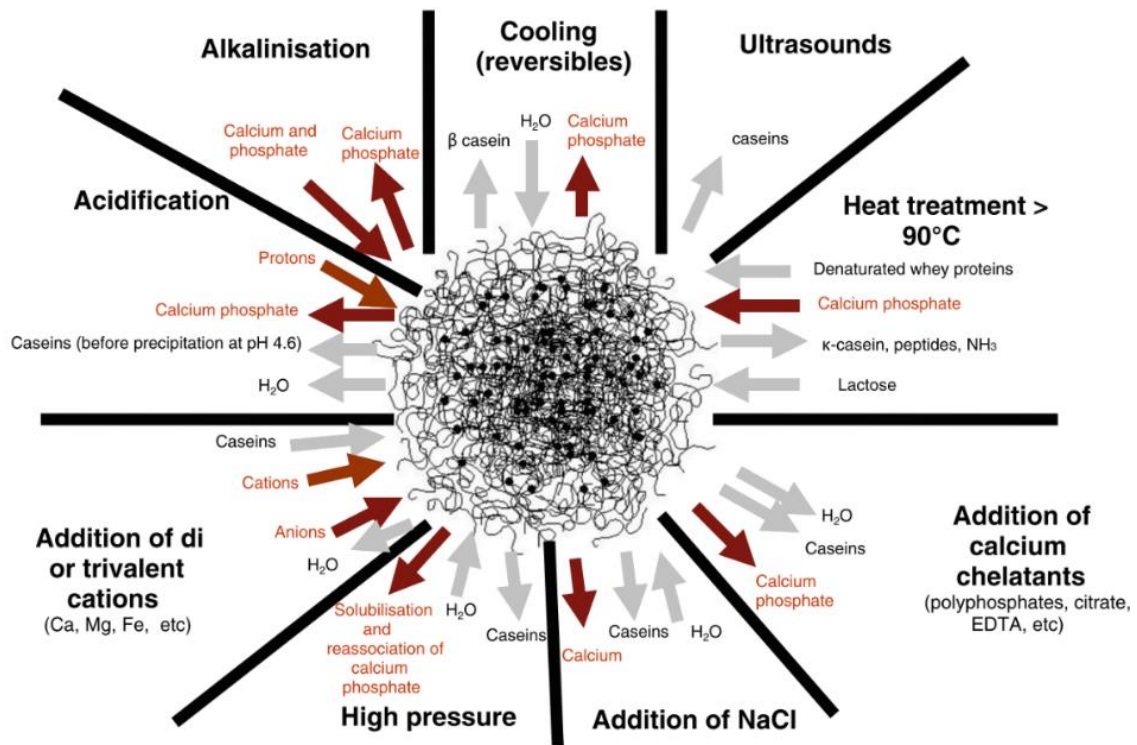 Alkalinisation
Cooling
(reversibles)
Ultrasounds
Calcium and
phosphate
Calcium
phosphate
β casein
H₂O
Calcium
phosphate
caseins
Acidification
Protons
Calcium phosphate
Caseins (before precipitation at pH 4.6)
H₂O
Heat treatment >
90°C
Denaturated whey proteins
Calcium phosphate
κ-casein, peptides, NH₃
Lactose
Caseins
Cations
Anions
H₂O
Addition of di
or trivalent
cations
(Ca, Mg, Fe, etc)
Solubilisation
and
reassociation of
calcium
phosphate
H₂O
Caseins
High pressure
Calcium
Caseins
H₂O
Addition of NaCl
H₂O
Caseins
Calcium
phosphate
Addition of
calcium
chelatants
(polyphosphates, citrate,
EDTA, etc)